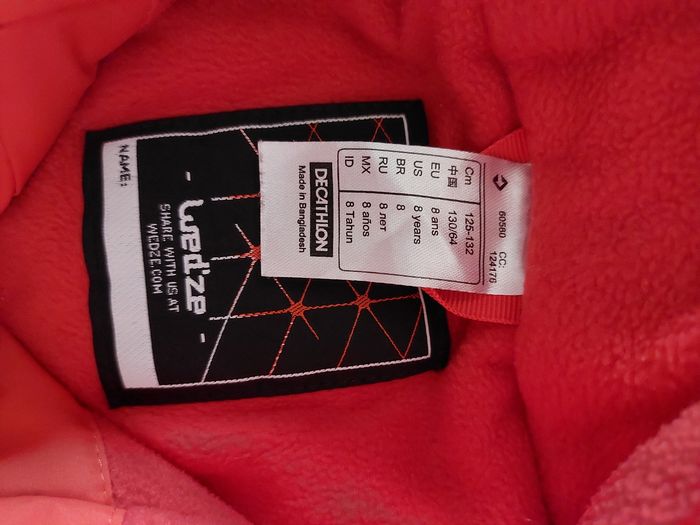 60580 CC:
124176
Cm 125-132
中国 130/64
EU 8 ans
US 8 years
BR 8
RU 8 лет
MX 8 años
ID 8 Tahun
DECATHLON
Made in Bangladesh
NAME:
- wed'ze -
SHARE WITH US AT
WEDZE.COM